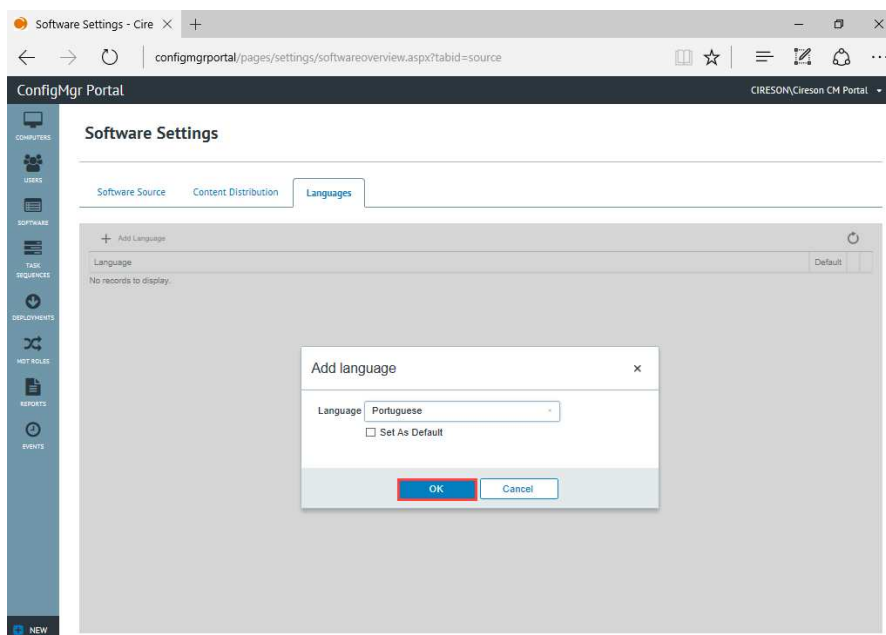 Software Settings - Cire
configmgrportal/pages/settings/softwareoverview.aspx?tabid=source
ConfigMgr Portal
CIRESON\Cireson CM Portal
COMPUTERS
USERS
SOFTWARE
TASK
SEQUENCES
DEPLOYMENTS
MDT ROLES
REPORTS
EVENTS
NEW
Software Settings
Software Source
Content Distribution
Languages
Add Language
Language
Default
No records to display.
Add language
Language
Portuguese
Set As Default
OK
Cancel